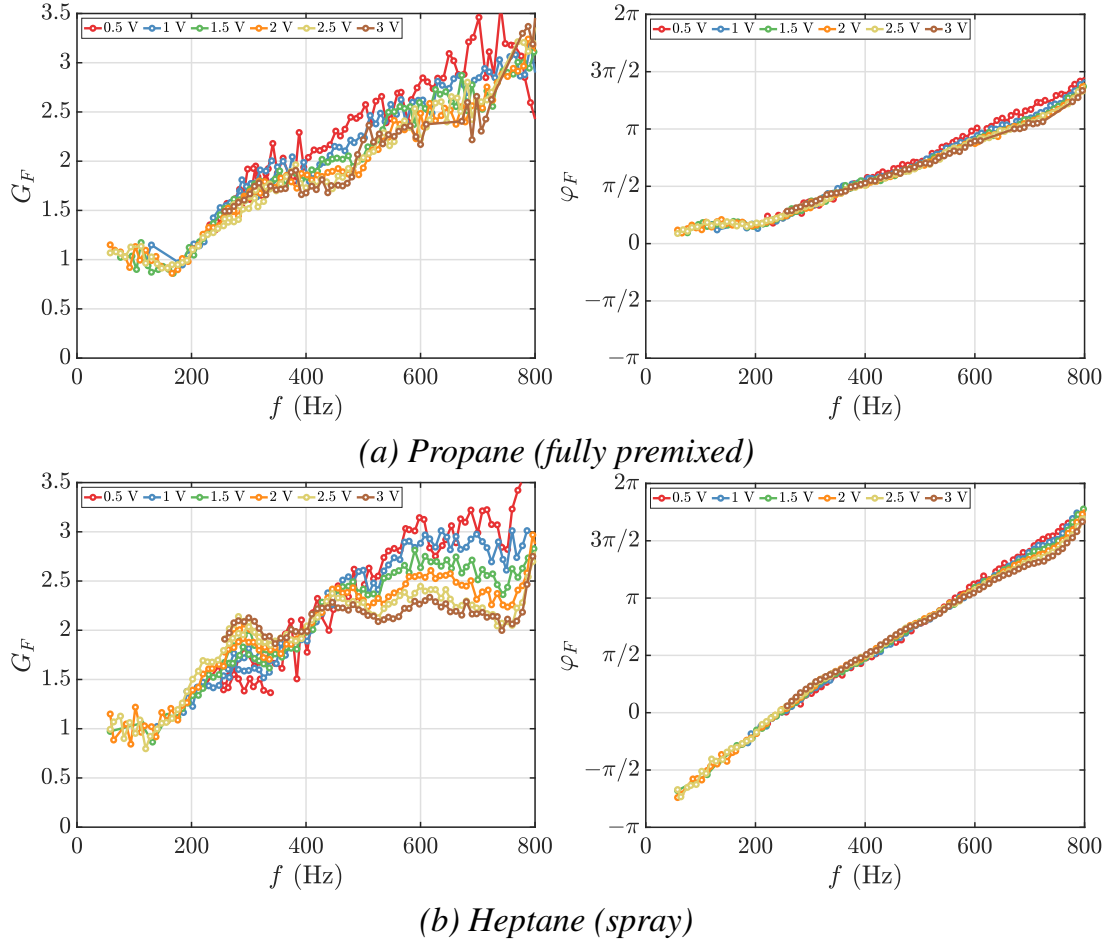 3.5
3
2.5
2
1.5
1
0.5
0
G_F
0.5 V 1 V 1.5 V 2 V 2.5 V 3 V
0 200 400 600 800
f (Hz)
2π
3π/2
π
π/2
0
−π/2
−π
φ_F
0.5 V 1 V 1.5 V 2 V 2.5 V 3 V
0 200 400 600 800
f (Hz)
(a) Propane (fully premixed)
3.5
3
2.5
2
1.5
1
0.5
0
G_F
0.5 V 1 V 1.5 V 2 V 2.5 V 3 V
0 200 400 600 800
f (Hz)
2π
3π/2
π
π/2
0
−π/2
−π
φ_F
0.5 V 1 V 1.5 V 2 V 2.5 V 3 V
0 200 400 600 800
f (Hz)
(b) Heptane (spray)